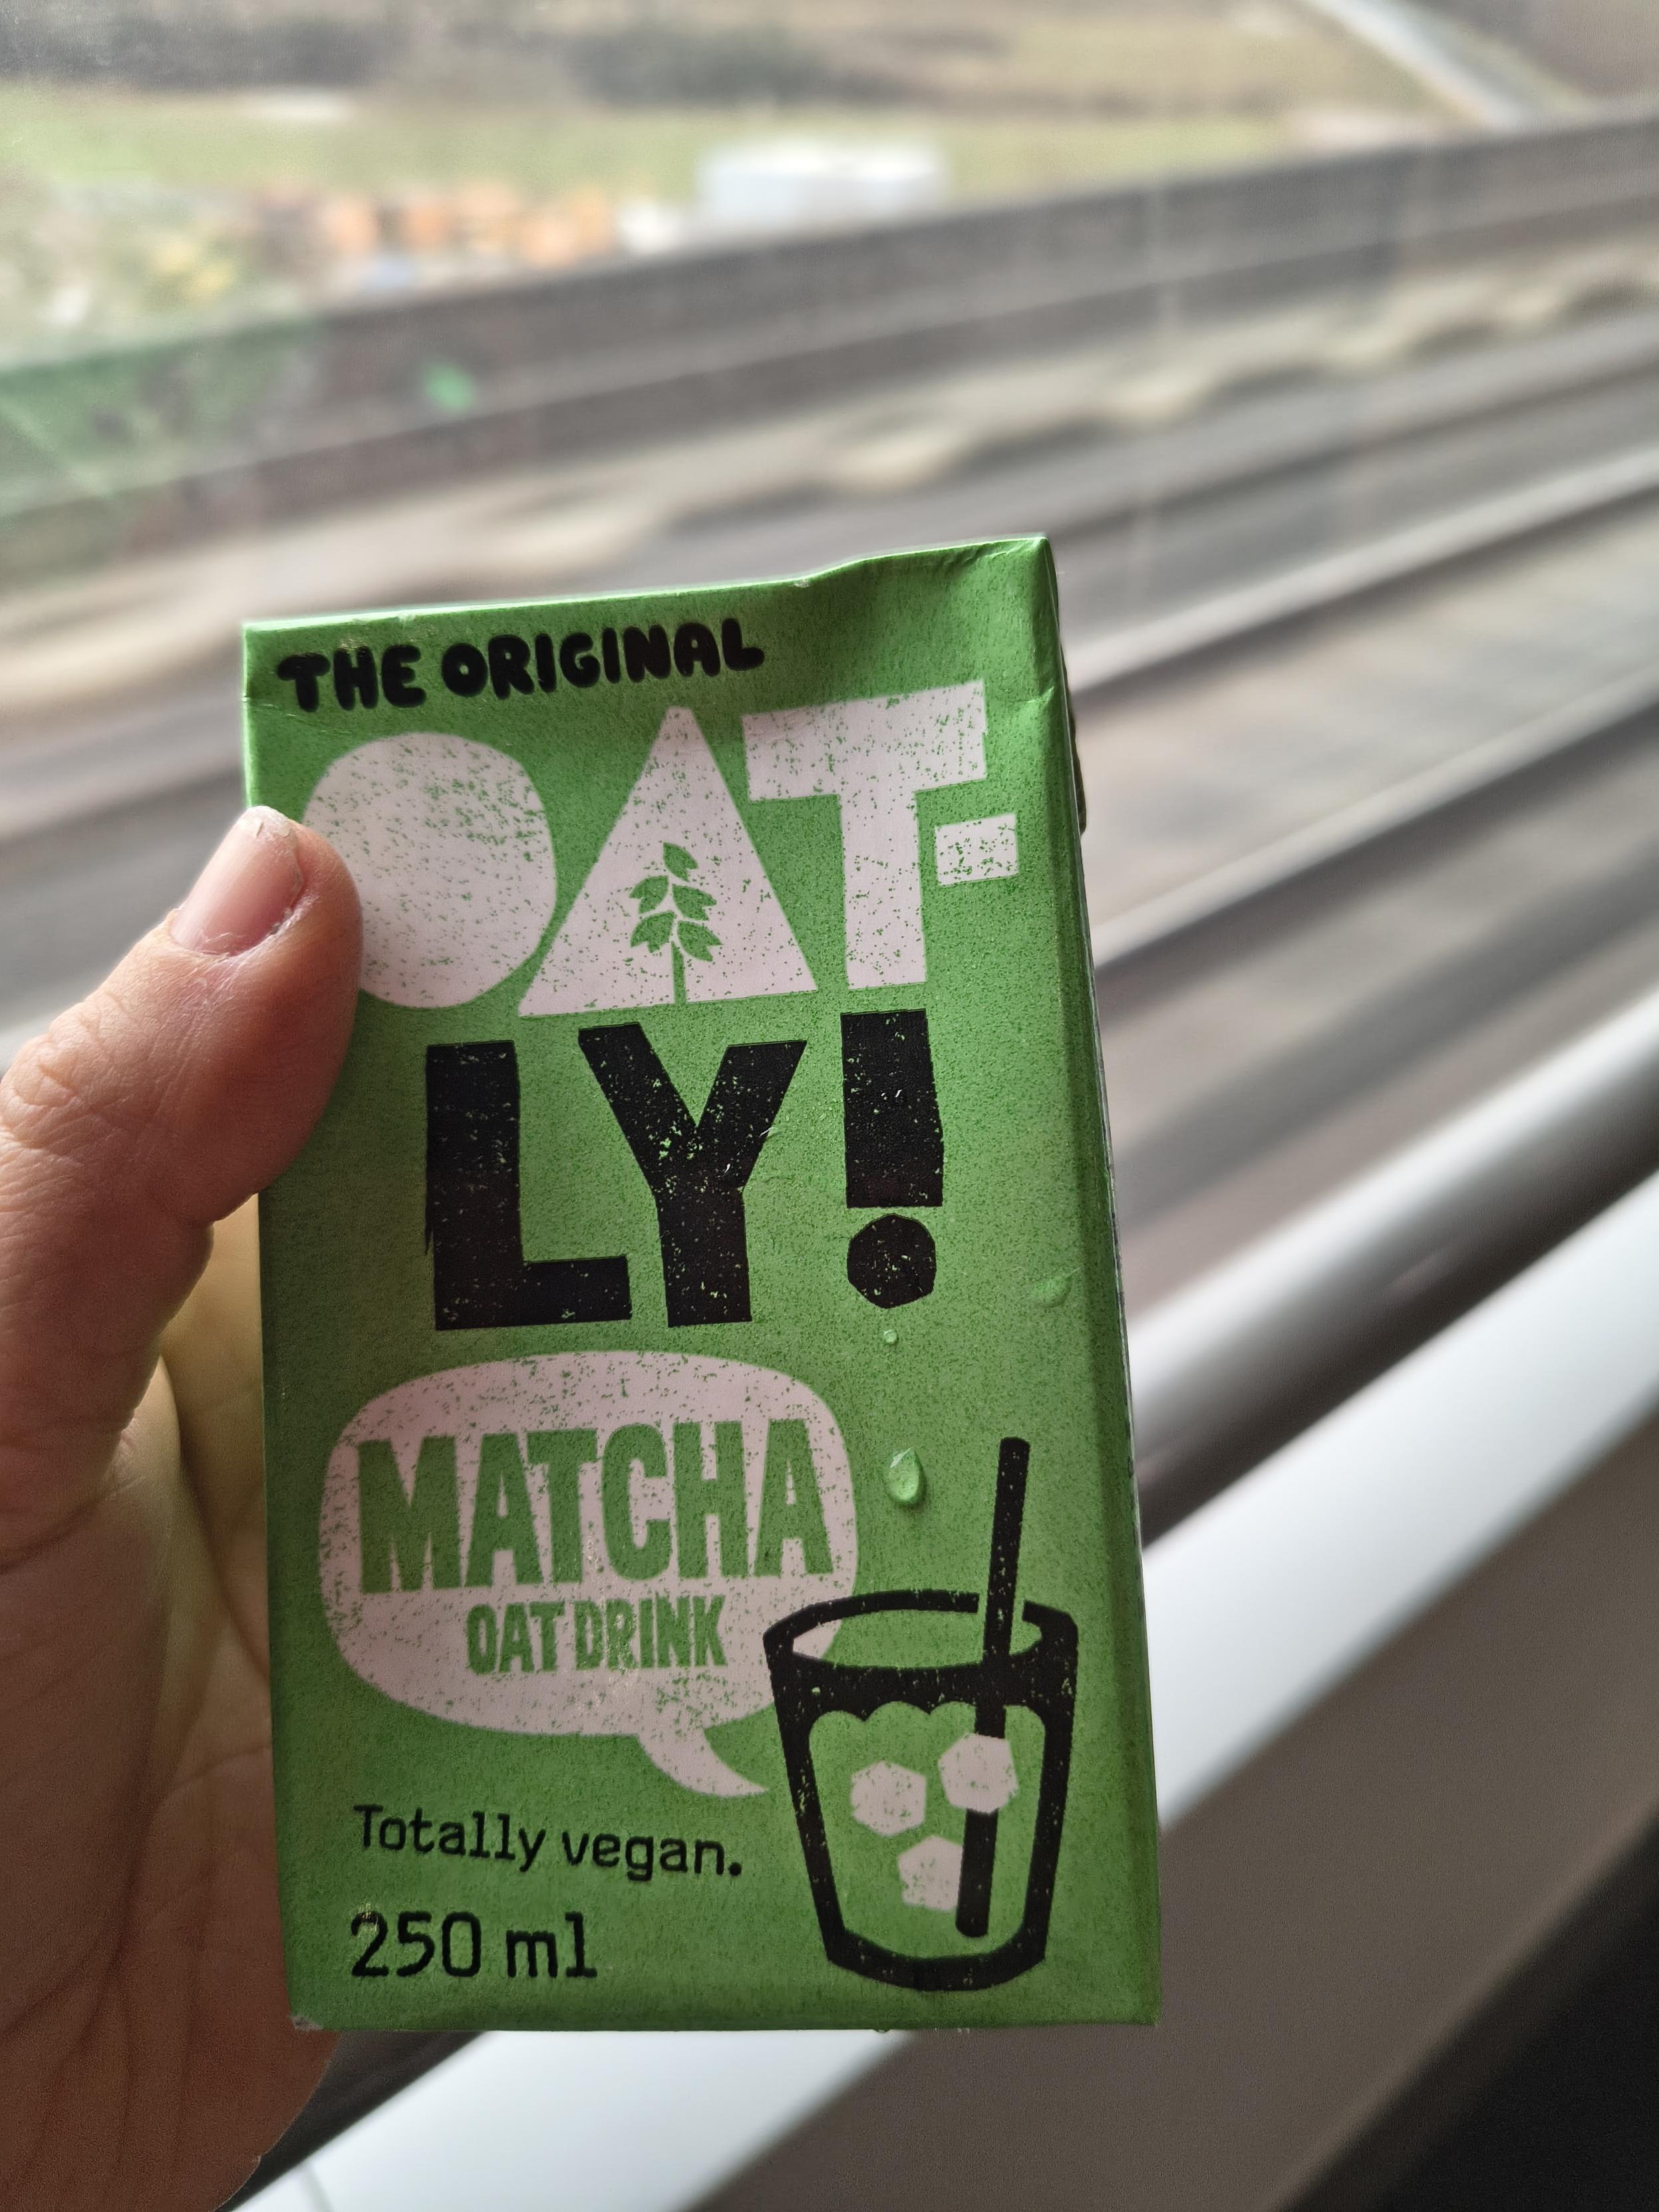 THE ORIGINAL
OAT-
LY!
MATCHA
OAT DRINK
Totally vegan.
250 ml